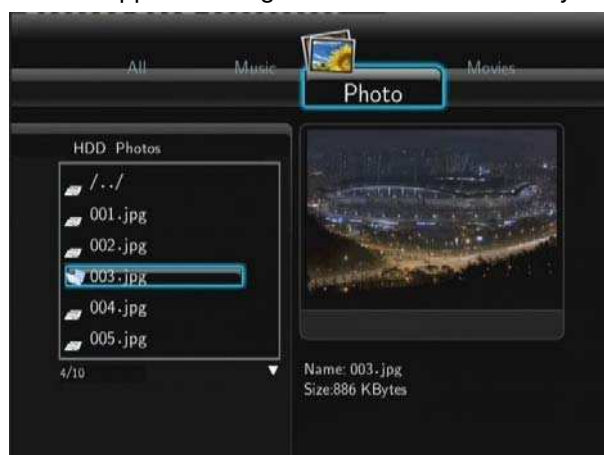 All
Music
Photo
Movies
HDD Photos
/../
001.jpg
002.jpg
003.jpg
004.jpg
005.jpg
4/10
Name: 003.jpg
Size:886 KBytes